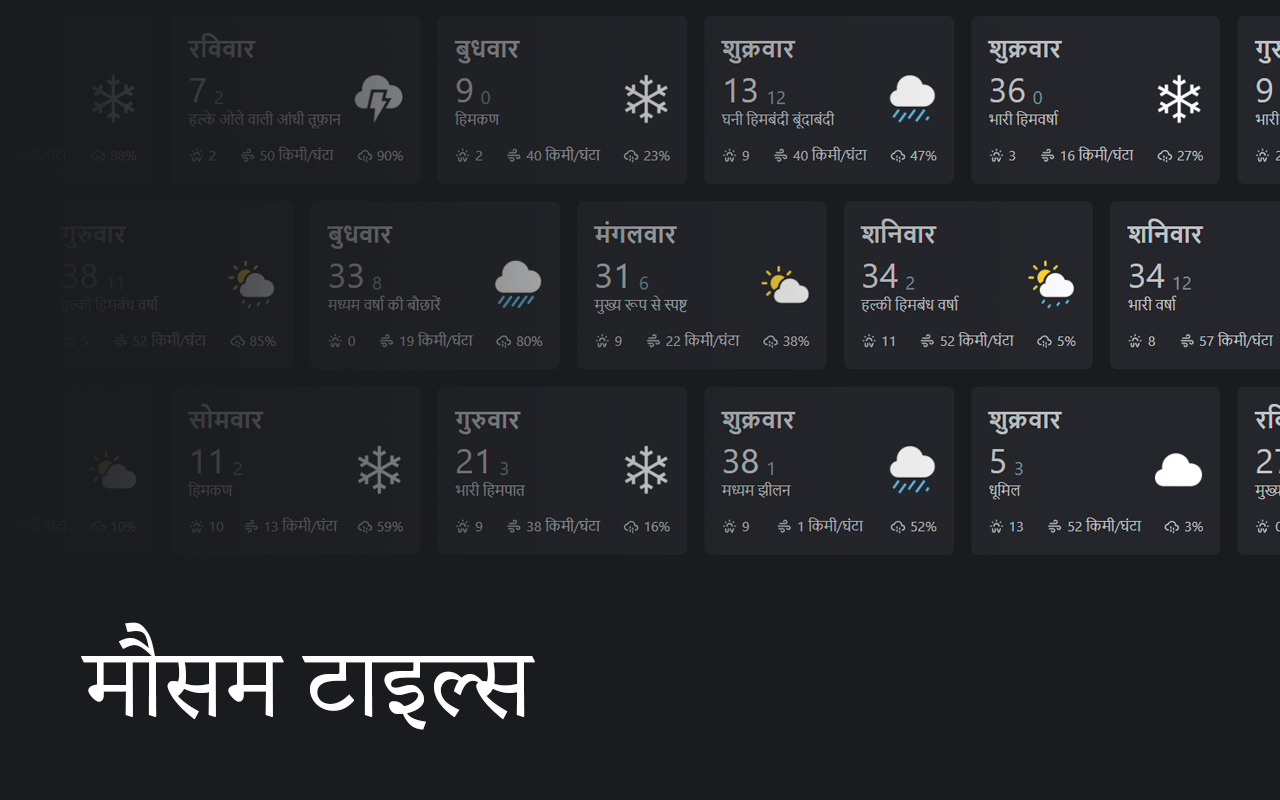 रविवार
7 2
हल्के ओले वाली आंधी तूफ़ान
88%
2 50 किमी/घंटा 90%
बुधवार
9 0
हिमकण
2 40 किमी/घंटा 23%
शुक्रवार
13 12
घनी हिमबंदी बूंदाबंदी
9 40 किमी/घंटा 47%
शुक्रवार
36 0
भारी हिमवर्षा
3 16 किमी/घंटा 27%
9
भारी
गुरुवार
38 11
हल्की हिमबंध वर्षा
5 52 किमी/घंटा 85%
बुधवार
33 8
मध्यम वर्षा की बौछारें
0 19 किमी/घंटा 80%
मंगलवार
31 6
मुख्य रूप से स्पष्ट
9 22 किमी/घंटा 38%
शनिवार
34 2
हल्की हिमबंध वर्षा
11 52 किमी/घंटा 5%
शनिवार
34 12
भारी वर्षा
8 57 किमी/घंटा
10%
सोमवार
11 2
हिमकण
10 13 किमी/घंटा 59%
गुरुवार
21 3
भारी हिमपात
9 38 किमी/घंटा 16%
शुक्रवार
38 1
मध्यम झीलन
9 1 किमी/घंटा 52%
शुक्रवार
5 3
धूमिल
13 52 किमी/घंटा 3%
27
मुख्य
मौसम टाइल्स